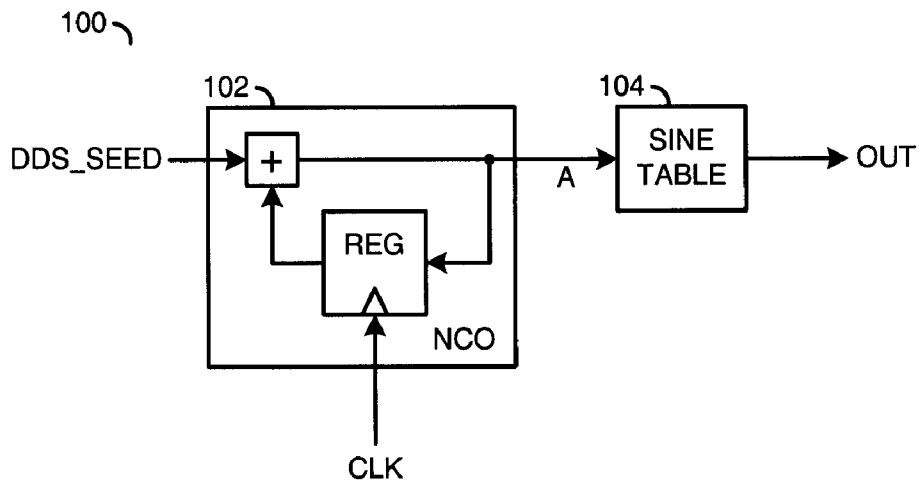 100
102
104
DDS_SEED
+
A
SINE
TABLE
OUT
REG
NCO
CLK